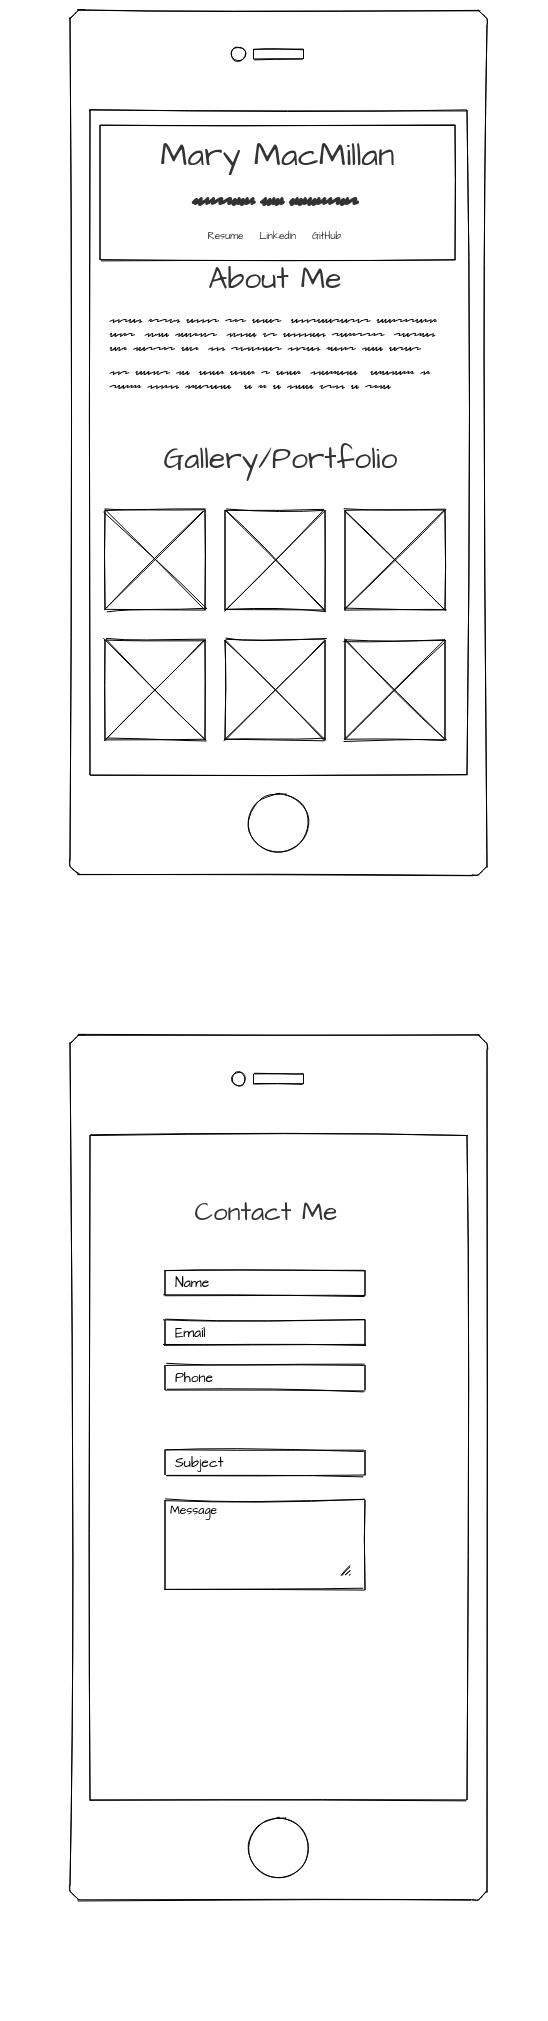 Mary MacMillan
Resume LinkedIn GitHub
About Me
Gallery/Portfolio
Contact Me
Name
Email
Phone
Subject
Message